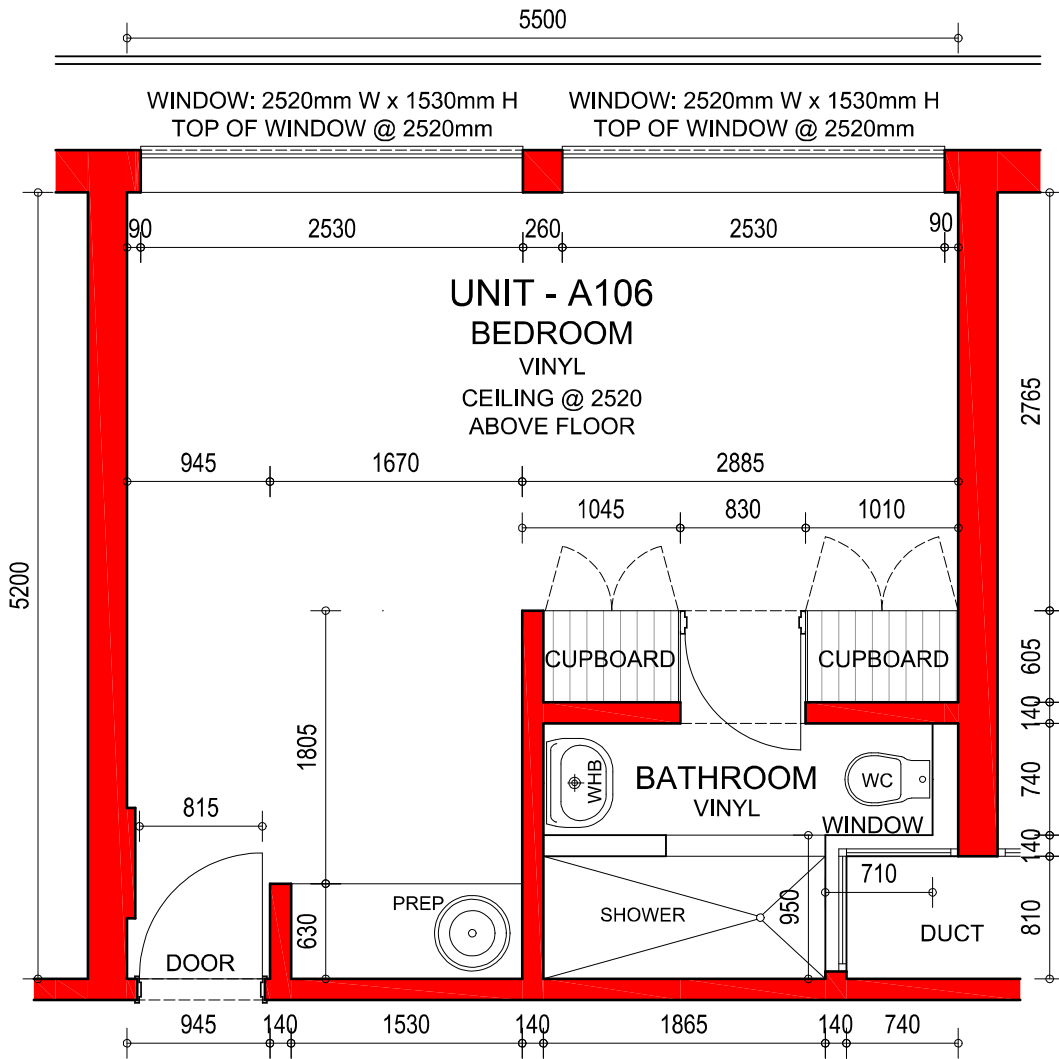 5500
WINDOW: 2520mm W x 1530mm H
TOP OF WINDOW @ 2520mm
WINDOW: 2520mm W x 1530mm H
TOP OF WINDOW @ 2520mm
90
2530
260
2530
90
UNIT - A106
BEDROOM
VINYL
CEILING @ 2520
ABOVE FLOOR
2765
945
1670
2885
1045
830
1010
5200
CUPBOARD
CUPBOARD
605
140
1805
WHB
BATHROOM
VINYL
WC
740
815
WINDOW
140
710
PREP
630
SHOWER
950
DUCT
810
DOOR
945
140
1530
140
1865
140
740